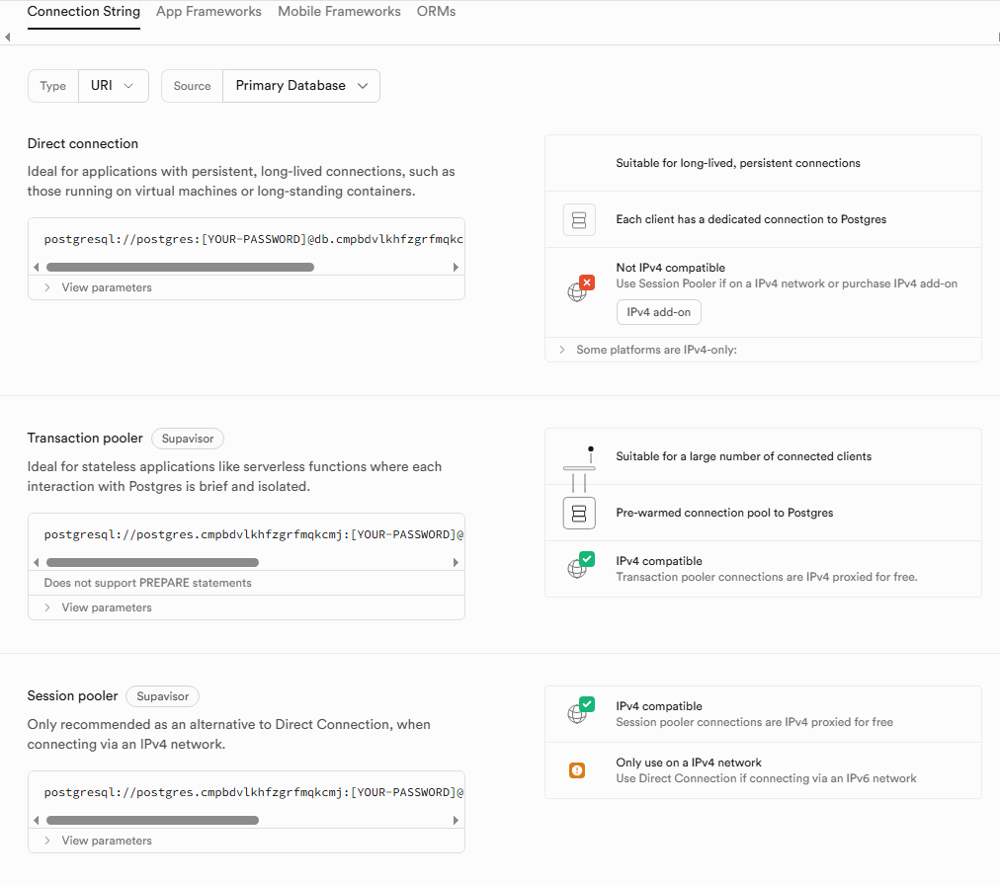 Connection String App Frameworks Mobile Frameworks ORMs
Type URI Source Primary Database
Direct connection
Ideal for applications with persistent, long-lived connections, such as
those running on virtual machines or long-standing containers.
postgresql://postgres:[YOUR-PASSWORD]@db.cmpbdvlkhfzgrfmqkc
View parameters
Suitable for long-lived, persistent connections
Each client has a dedicated connection to Postgres
Not IPv4 compatible
Use Session Pooler if on a IPv4 network or purchase IPv4 add-on
IPv4 add-on
Some platforms are IPv4-only:
Transaction pooler Supavisor
Ideal for stateless applications like serverless functions where each
interaction with Postgres is brief and isolated.
postgresql://postgres.cmpbdvlkhfzgrfmqkcmj:[YOUR-PASSWORD]@
Does not support PREPARE statements
View parameters
Suitable for a large number of connected clients
Pre-warmed connection pool to Postgres
IPv4 compatible
Transaction pooler connections are IPv4 proxied for free.
Session pooler Supavisor
Only recommended as an alternative to Direct Connection, when
connecting via an IPv4 network.
postgresql://postgres.cmpbdvlkhfzgrfmqkcmj:[YOUR-PASSWORD]@
View parameters
IPv4 compatible
Session pooler connections are IPv4 proxied for free
Only use on a IPv4 network
Use Direct Connection if connecting via an IPv6 network